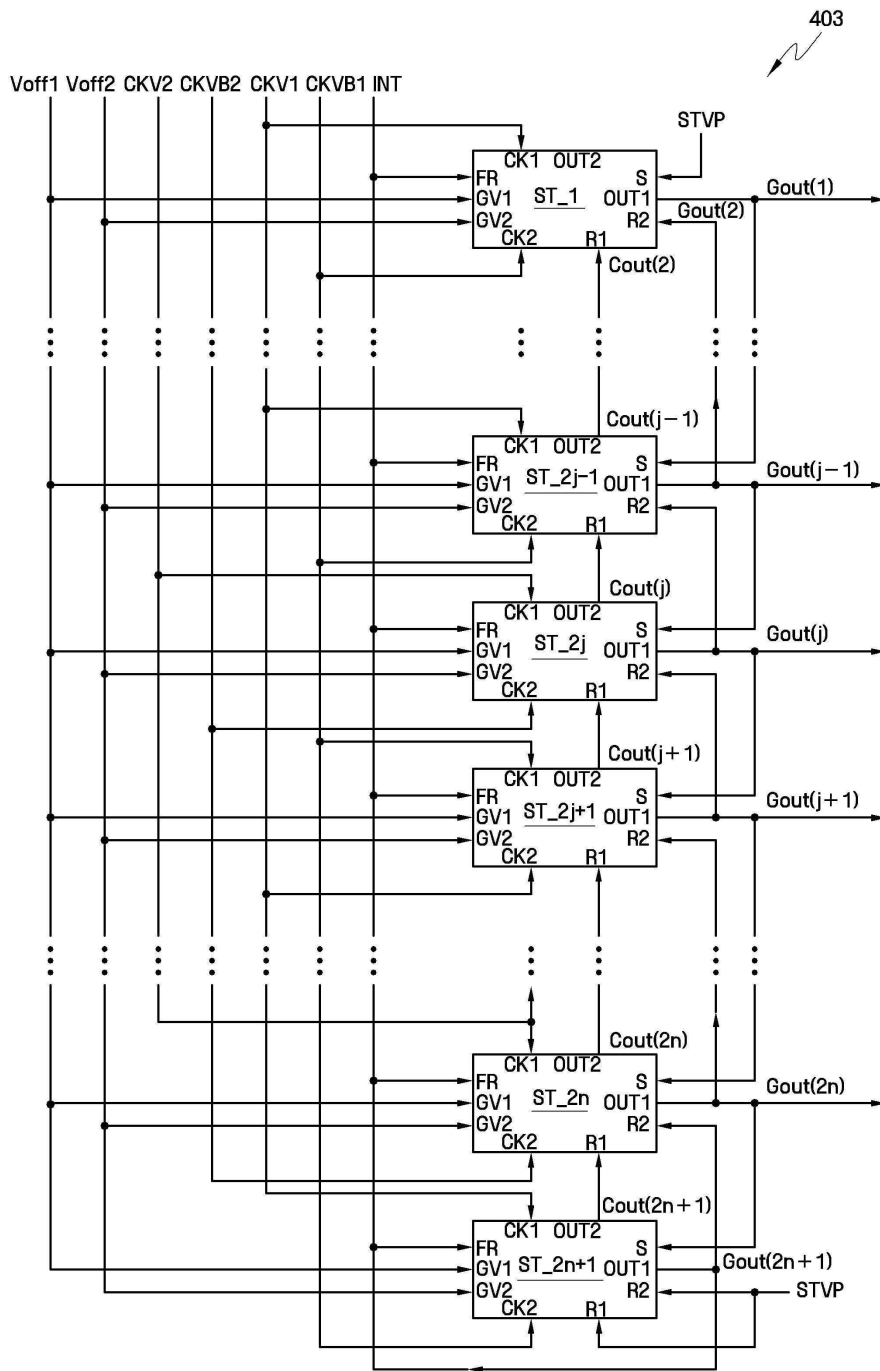 403
Voff1 Voff2 CKV2 CKVB2 CKV1 CKVB1 INT
STVP
CK1 OUT2
FR S
GV1 ST_1 OUT1 Gout(1)
GV2 R2 Gout(2)
CK2 R1
Cout(2)
Cout(j−1)
CK1 OUT2
FR S
GV1 ST_2j-1 OUT1 Gout(j−1)
GV2 R2
CK2 R1
Cout(j)
CK1 OUT2
FR S
GV1 ST_2j OUT1 Gout(j)
GV2 R2
CK2 R1
Cout(j+1)
CK1 OUT2
FR S
GV1 ST_2j+1 OUT1 Gout(j+1)
GV2 R2
CK2 R1
Cout(2n)
CK1 OUT2
FR S
GV1 ST_2n OUT1 Gout(2n)
GV2 R2
CK2 R1
Cout(2n+1)
CK1 OUT2
FR S
GV1 ST_2n+1 OUT1 Gout(2n+1)
GV2 R2 STVP
CK2 R1